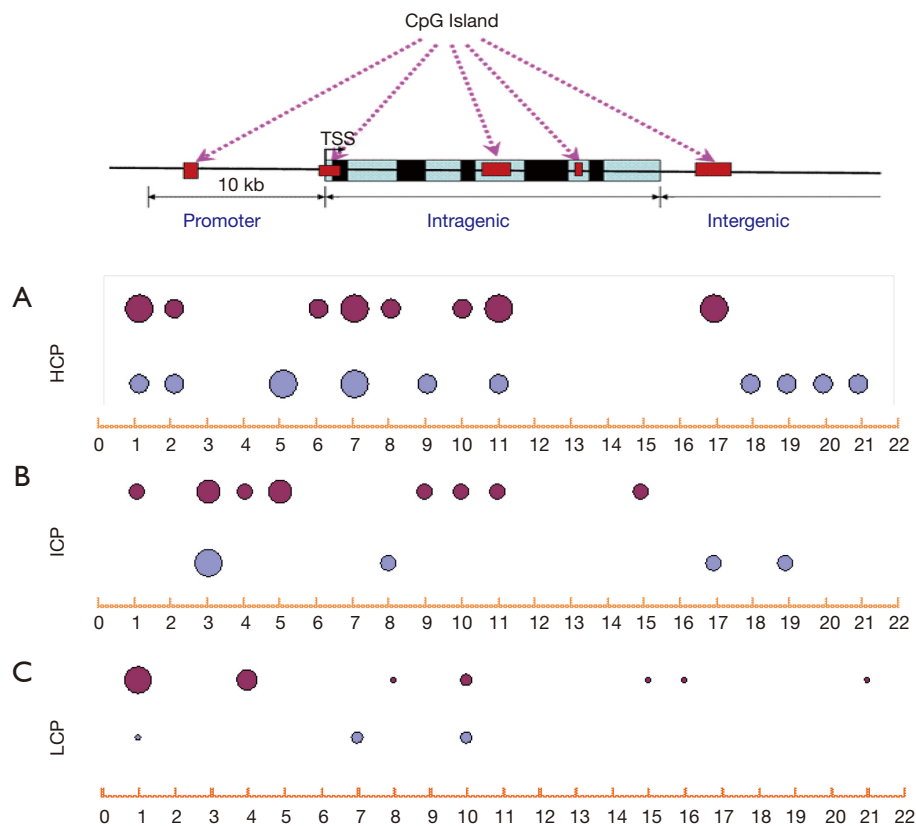 CpG Island
TSS
10 kb
Promoter Intragenic Intergenic
A
HCP
0 1 2 3 4 5 6 7 8 9 10 11 12 13 14 15 16 17 18 19 20 21 22
B
ICP
0 1 2 3 4 5 6 7 8 9 10 11 12 13 14 15 16 17 18 19 20 21 22
C
LCP
0 1 2 3 4 5 6 7 8 9 10 11 12 13 14 15 16 17 18 19 20 21 22